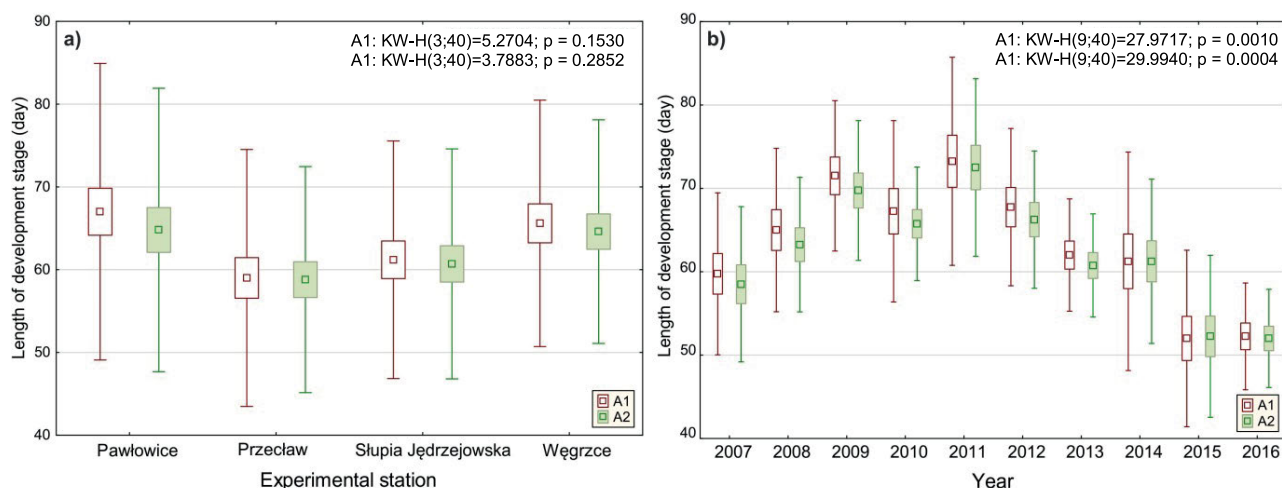 a)
A1: KW-H(3;40)=5.2704; p = 0.1530
A1: KW-H(3;40)=3.7883; p = 0.2852
Length of development stage (day)
90
80
70
60
50
40
A1
A2
Pawłowice Przecław Słupia Jędrzejowska Węgrzce
Experimental station
b)
A1: KW-H(9;40)=27.9717; p = 0.0010
A1: KW-H(9;40)=29.9940; p = 0.0004
Length of development stage (day)
90
80
70
60
50
40
A1
A2
2007 2008 2009 2010 2011 2012 2013 2014 2015 2016
Year